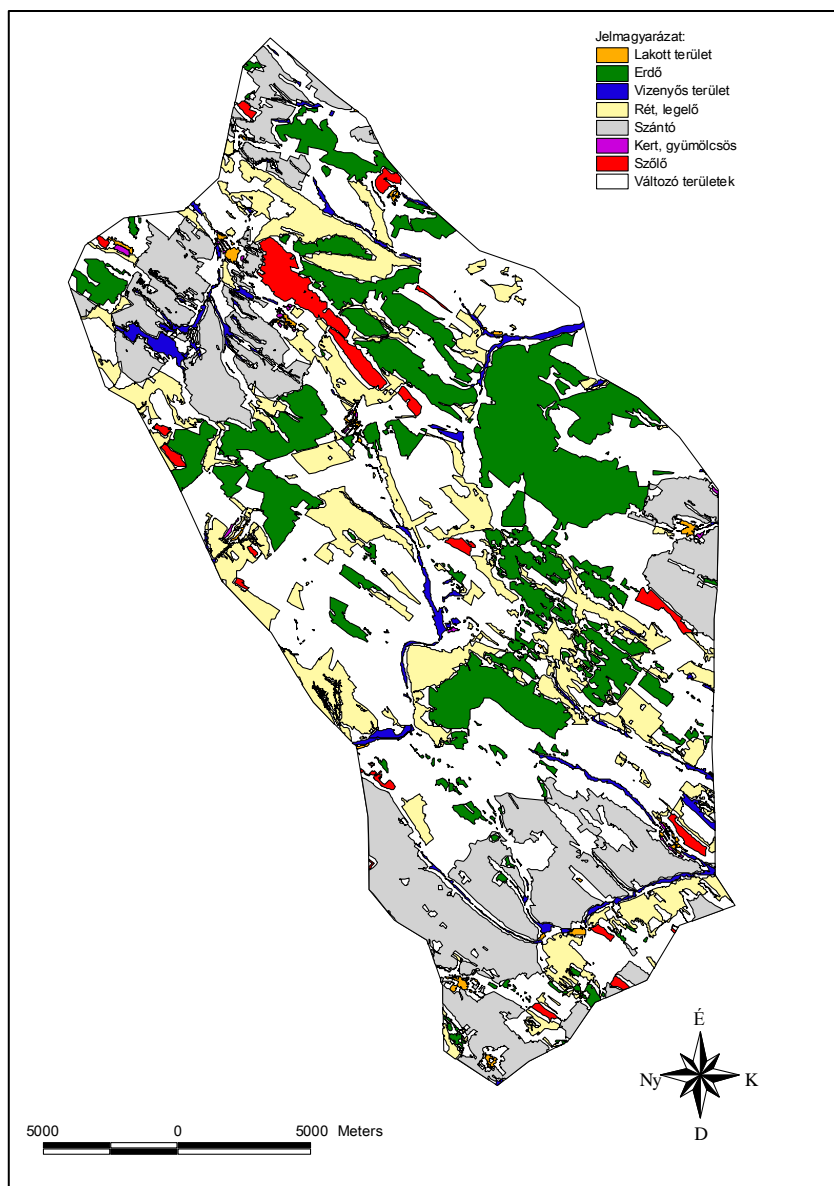 Jelmagyarázat:
Lakott terület
Erdő
Vizenyős terület
Rét, legelő
Szántó
Kert, gyümölcsös
Szőlő
Változó területek
É
Ny
K
D
5000 0 5000 Meters